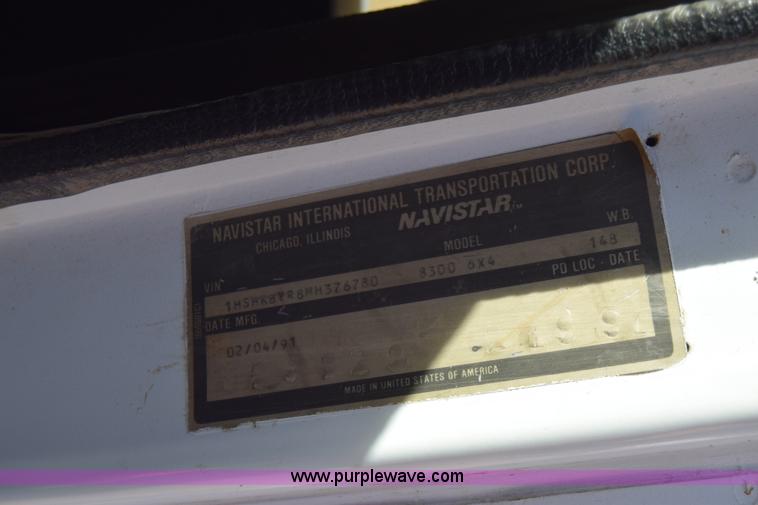 NAVISTAR INTERNATIONAL TRANSPORTATION CORP.
CHICAGO, ILLINOIS NAVISTAR TM
VIN MODEL W.B.
8300 6X4 148
DATE MFG. PD LOC - DATE
02/04/91
MADE IN UNITED STATES OF AMERICA
www.purplewave.com